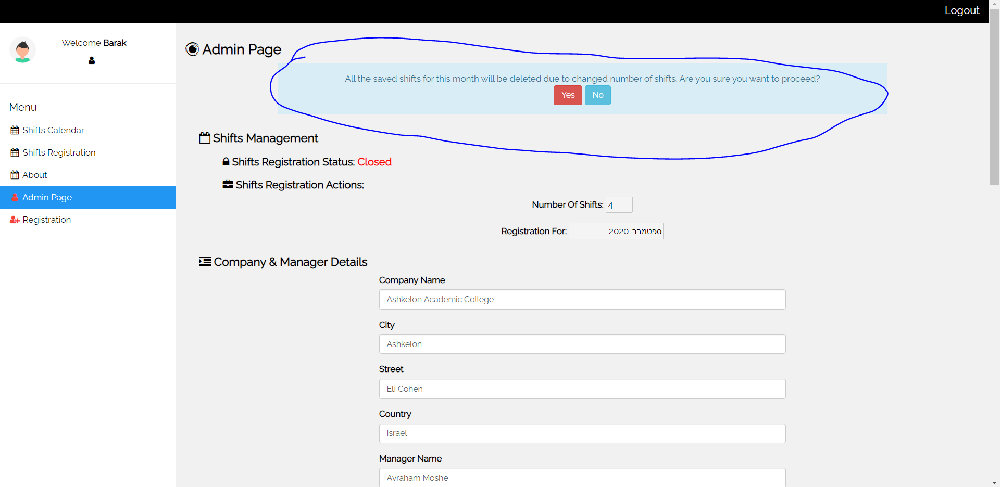 Logout
Welcome Barak
Menu
Shifts Calendar
Shifts Registration
About
Admin Page
Registration
Admin Page
All the saved shifts for this month will be deleted due to changed number of shifts. Are you sure you want to proceed?
Yes No
Shifts Management
Shifts Registration Status: Closed
Shifts Registration Actions:
Number Of Shifts: 4
Registration For: ספטמבר 2020
Company & Manager Details
Company Name
Ashkelon Academic College
City
Ashkelon
Street
Eli Cohen
Country
Israel
Manager Name
Avraham Moshe